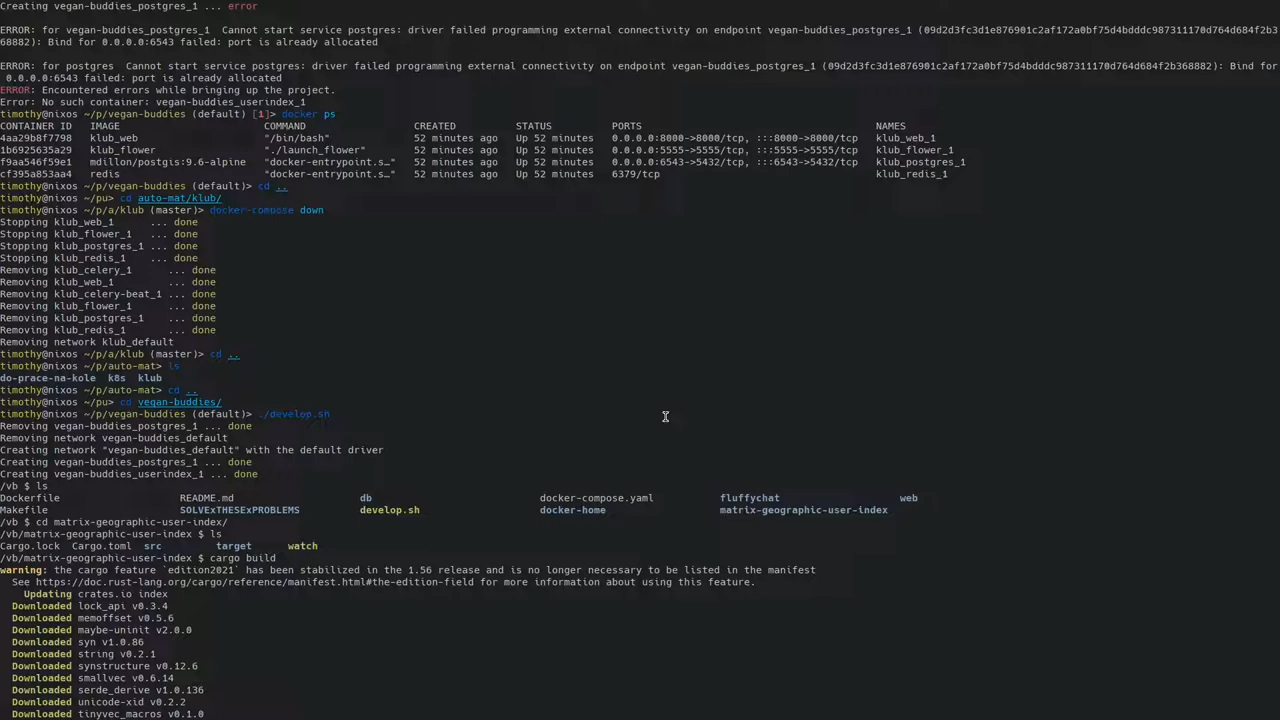 Creating vegan-buddies_postgres_1 ... error
ERROR: for vegan-buddies_postgres_1  Cannot start service postgres: driver failed programming external connectivity on endpoint vegan-buddies_postgres_1 (09d2d3fc3d1e876901c2af172a0bf75d4bdddc987311170d764d684f2b3
68882): Bind for 0.0.0.0:6543 failed: port is already allocated
ERROR: for postgres  Cannot start service postgres: driver failed programming external connectivity on endpoint vegan-buddies_postgres_1 (09d2d3fc3d1e876901c2af172a0bf75d4bdddc987311170d764d684f2b368882): Bind for
 0.0.0.0:6543 failed: port is already allocated
ERROR: Encountered errors while bringing up the project.
Error: No such container: vegan-buddies_userindex_1
timothy@nixos ~/p/vegan-buddies (default) [1]> docker ps
CONTAINER ID   IMAGE                        COMMAND                  CREATED          STATUS          PORTS                                       NAMES
4aa29b8f7798   klub_web                     "/bin/bash"              52 minutes ago   Up 52 minutes   0.0.0.0:8000->8000/tcp, :::8000->8000/tcp   klub_web_1
1b6925635a29   klub_flower                  "./launch_flower"        52 minutes ago   Up 52 minutes   0.0.0.0:5555->5555/tcp, :::5555->5555/tcp   klub_flower_1
f9aa546f59e1   mdillon/postgis:9.6-alpine   "docker-entrypoint.s…"   52 minutes ago   Up 52 minutes   0.0.0.0:6543->5432/tcp, :::6543->5432/tcp   klub_postgres_1
cf395a853aa4   redis                        "docker-entrypoint.s…"   52 minutes ago   Up 52 minutes   6379/tcp                                    klub_redis_1
timothy@nixos ~/p/vegan-buddies (default)> cd ..
timothy@nixos ~/pu> cd auto-mat/klub/
timothy@nixos ~/p/a/klub (master)> docker-compose down
Stopping klub_web_1      ... done
Stopping klub_flower_1   ... done
Stopping klub_postgres_1 ... done
Stopping klub_redis_1    ... done
Removing klub_celery_1      ... done
Removing klub_web_1         ... done
Removing klub_celery-beat_1 ... done
Removing klub_flower_1      ... done
Removing klub_postgres_1    ... done
Removing klub_redis_1       ... done
Removing network klub_default
timothy@nixos ~/p/a/klub (master)> cd ..
timothy@nixos ~/p/auto-mat> ls
do-prace-na-kole  k8s  klub
timothy@nixos ~/p/auto-mat> cd ..
timothy@nixos ~/pu> cd vegan-buddies/
timothy@nixos ~/p/vegan-buddies (default)> ./develop.sh
Removing vegan-buddies_postgres_1 ... done
Removing network vegan-buddies_default
Creating network "vegan-buddies_default" with the default driver
Creating vegan-buddies_postgres_1 ... done
Creating vegan-buddies_userindex_1 ... done
/vb $ ls
Dockerfile                    README.md                     db                            docker-compose.yaml           fluffychat                    web
Makefile                      SOLVExTHESExPROBLEMS          develop.sh                    docker-home                   matrix-geographic-user-index
/vb $ cd matrix-geographic-user-index/
/vb/matrix-geographic-user-index $ ls
Cargo.lock  Cargo.toml  src         target      watch
/vb/matrix-geographic-user-index $ cargo build
warning: the cargo feature `edition2021` has been stabilized in the 1.56 release and is no longer necessary to be listed in the manifest
  See https://doc.rust-lang.org/cargo/reference/manifest.html#the-edition-field for more information about using this feature.
    Updating crates.io index
  Downloaded lock_api v0.3.4
  Downloaded memoffset v0.5.6
  Downloaded maybe-uninit v2.0.0
  Downloaded syn v1.0.86
  Downloaded string v0.2.1
  Downloaded synstructure v0.12.6
  Downloaded smallvec v0.6.14
  Downloaded serde_derive v1.0.136
  Downloaded unicode-xid v0.2.2
  Downloaded tinyvec_macros v0.1.0